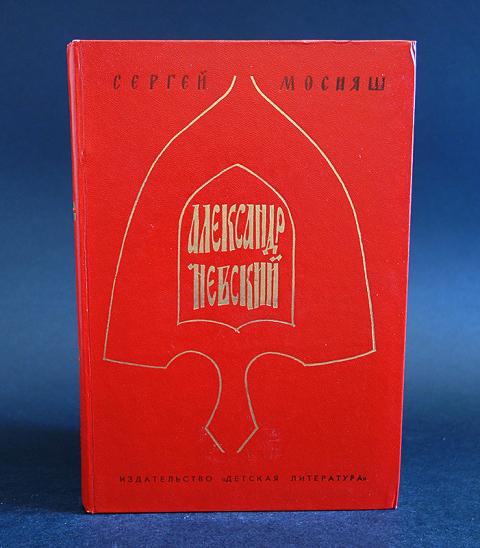 СЕРГЕЙ МОСИЯШ
АЛЕКСАНДР
НЕВСКИЙ
ИЗДАТЕЛЬСТВО «ДЕТСКАЯ ЛИТЕРАТУРА»